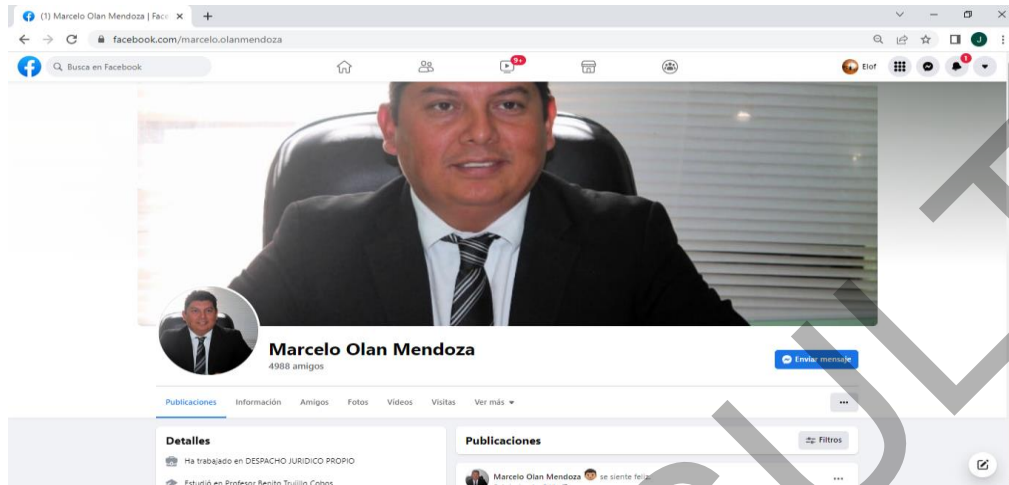 (1) Marcelo Olan Mendoza | Face
facebook.com/marcelo.olanmendoza
J
Busca en Facebook
9+
Elof
1
Marcelo Olan Mendoza
4988 amigos
Enviar mensaje
Publicaciones Información Amigos Fotos Vídeos Visitas Ver más
Detalles
Publicaciones
Filtros
Ha trabajado en DESPACHO JURIDICO PROPIO
Marcelo Olan Mendoza se siente feliz.
Estudió en Profesor Benito Trujillo Cobos